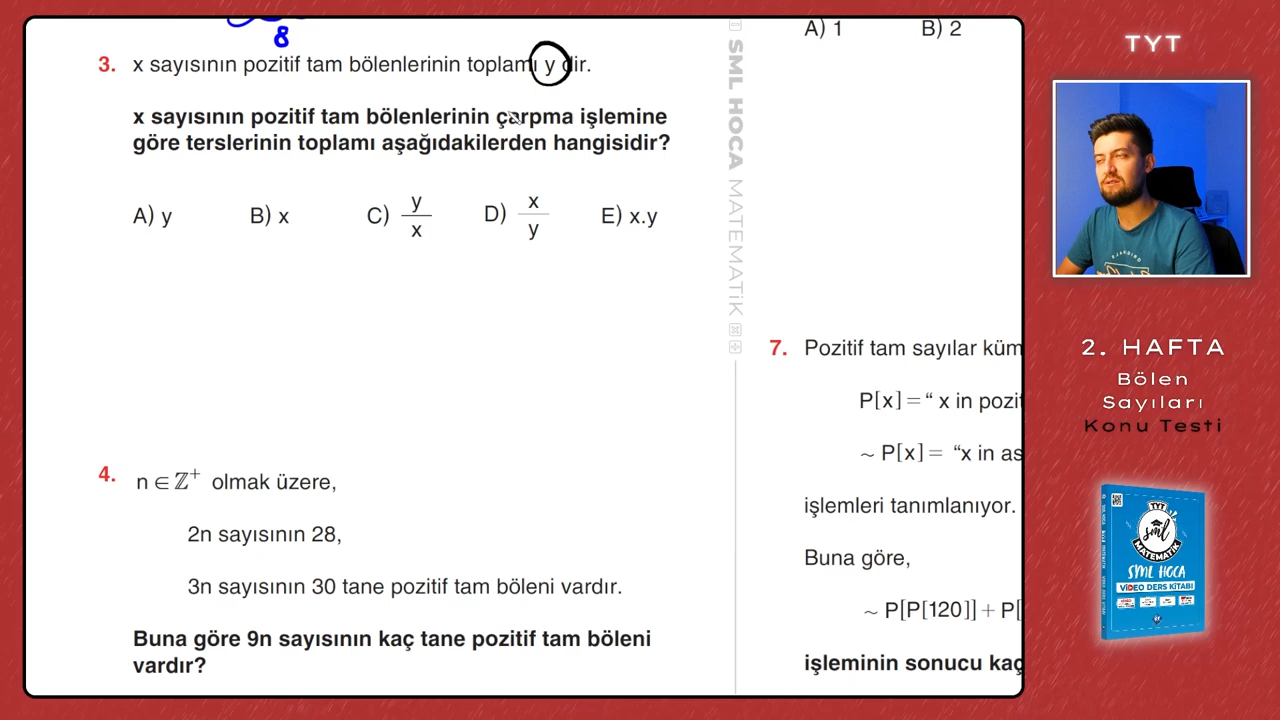 8
3. x sayısının pozitif tam bölenlerinin toplamı y dir.
x sayısının pozitif tam bölenlerinin çarpma işlemine
göre terslerinin toplamı aşağıdakilerden hangisidir?
A) y B) x C) y/x D) x/y E) x.y
4. n ∈ ℤ⁺ olmak üzere,
2n sayısının 28,
3n sayısının 30 tane pozitif tam böleni vardır.
Buna göre 9n sayısının kaç tane pozitif tam böleni
vardır?
SML HOCA MATEMATİK
A) 1 B) 2
7. Pozitif tam sayılar küm
P[x] = “ x in pozit
~ P[x] = “x in as
işlemleri tanımlanıyor.
Buna göre,
~ P[P[120]] + P[
işleminin sonucu kaç
TYT
2. HAFTA
Bölen
Sayıları
Konu Testi
TYT
sml
MATEMATİK
SML HOCA
VİDEO DERS KİTABI